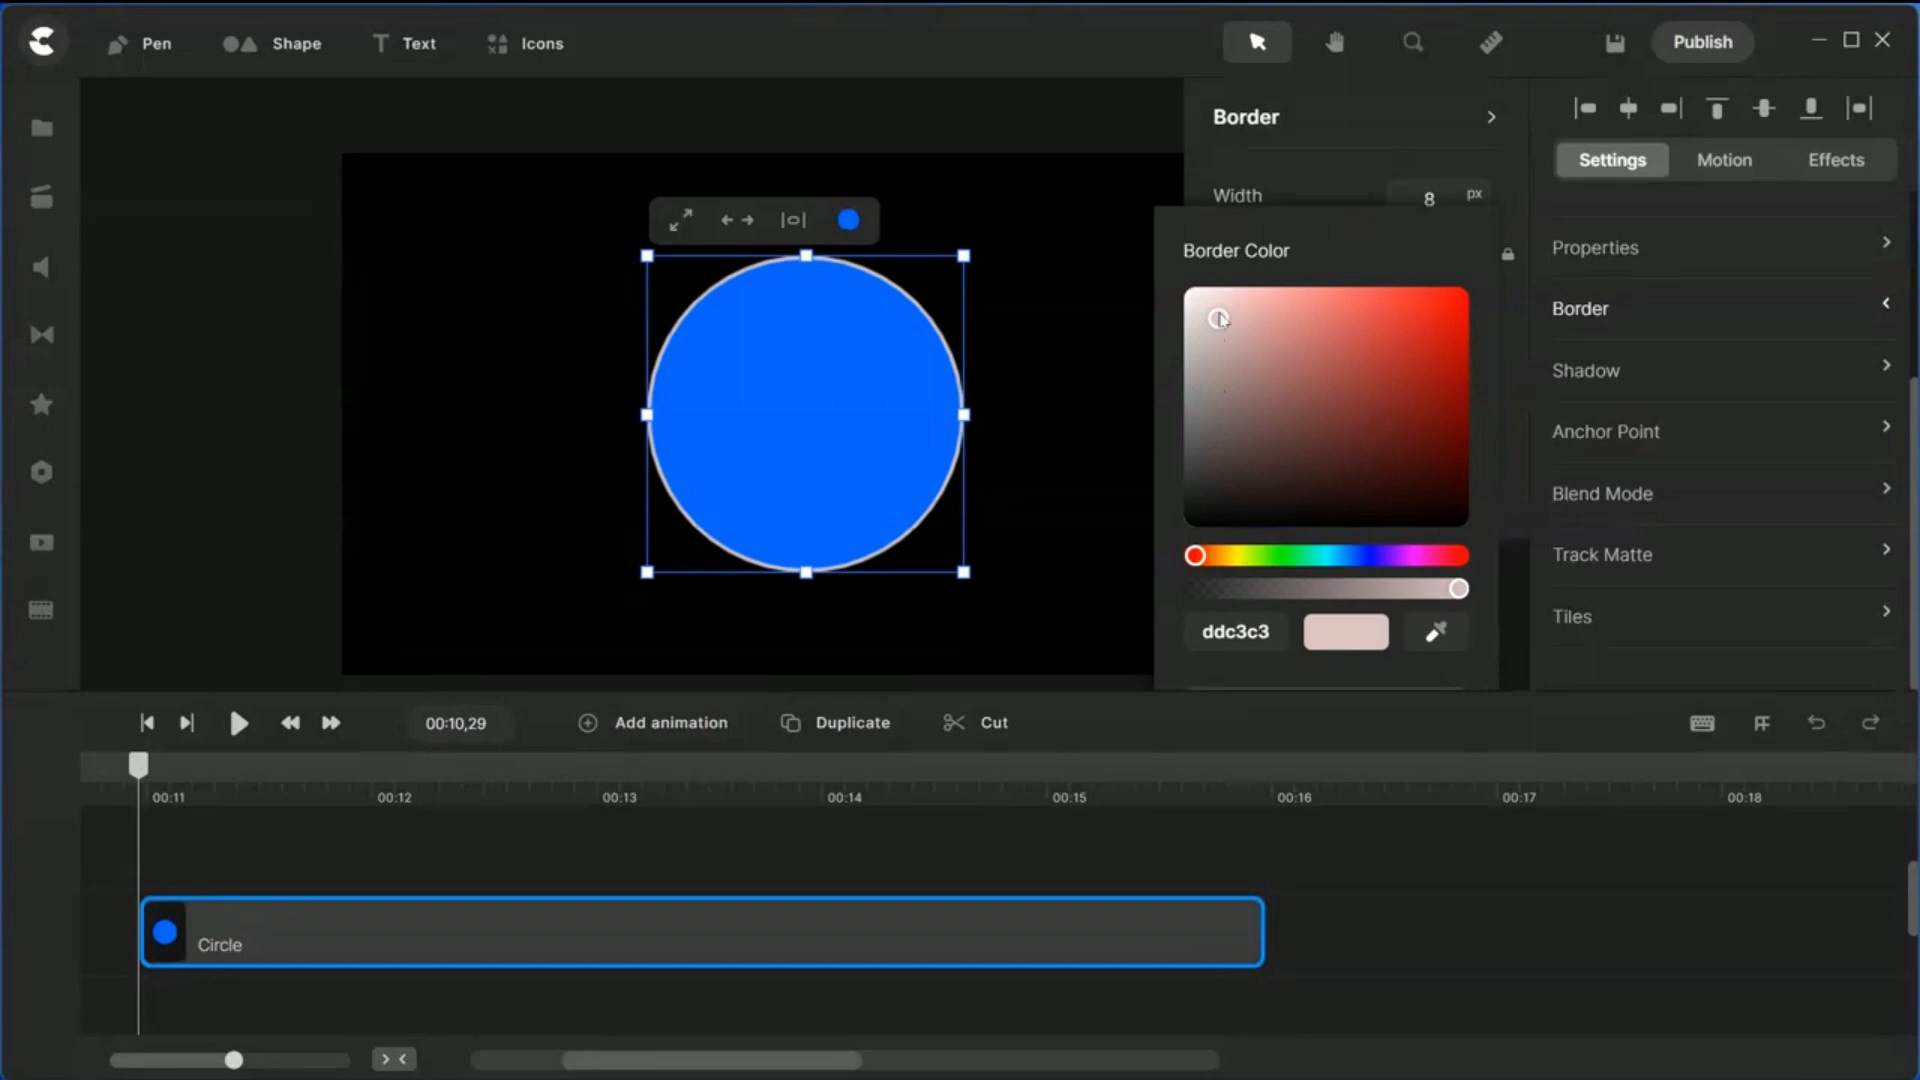 Pen Shape Text Icons Publish
Border
Width 8 px
Border Color
ddc3c3
Settings Motion Effects
Properties
Border
Shadow
Anchor Point
Blend Mode
Track Matte
Tiles
00:10,29 Add animation Duplicate Cut
00:11 00:12 00:13 00:14 00:15 00:16 00:17 00:18
Circle